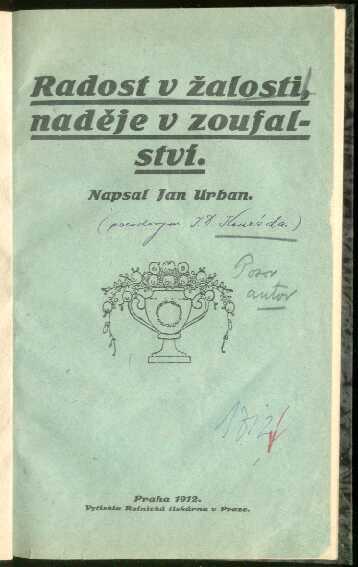 Radost v žalosti,
naděje v zoufal-
ství.
Napsal Jan Urban.
(pseudonym
Pozor
autor
Praha 1912.
Vytiskla Rolnická tiskárna v Praze.